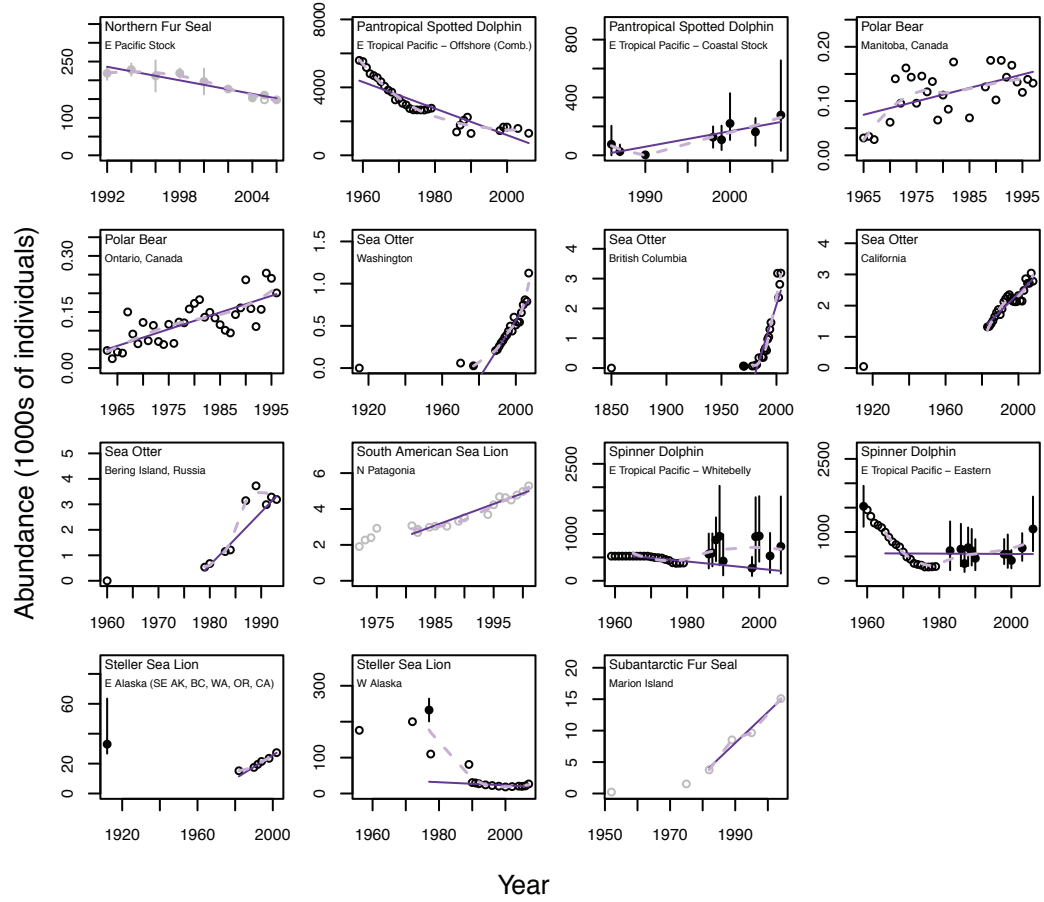 Northern Fur Seal
E Pacific Stock
0 100 250
1992 1998 2004
Pantropical Spotted Dolphin
E Tropical Pacific – Offshore (Comb.)
0 4000 8000
1960 1980 2000
Pantropical Spotted Dolphin
E Tropical Pacific – Coastal Stock
0 400 800
1990 2000
Polar Bear
Manitoba, Canada
0.00 0.10 0.20
1965 1975 1985 1995
Polar Bear
Ontario, Canada
0.00 0.15 0.30
1965 1975 1985 1995
Sea Otter
Washington
0.0 0.5 1.0 1.5
1920 1960 2000
Sea Otter
British Columbia
0 1 2 3 4
1850 1900 1950 2000
Sea Otter
California
0 1 2 3 4
1920 1960 2000
Sea Otter
Bering Island, Russia
0 1 2 3 4 5
1960 1970 1980 1990
South American Sea Lion
N Patagonia
0 2 4 6
1975 1985 1995
Spinner Dolphin
E Tropical Pacific – Whitebelly
0 1000 2500
1960 1980 2000
Spinner Dolphin
E Tropical Pacific – Eastern
0 1000 2500
1960 1980 2000
Steller Sea Lion
E Alaska (SE AK, BC, WA, OR, CA)
0 20 60
1920 1960 2000
Steller Sea Lion
W Alaska
0 100 300
1960 1980 2000
Subantarctic Fur Seal
Marion Island
0 5 10 15 20
1950 1970 1990
Abundance (1000s of individuals)
Year